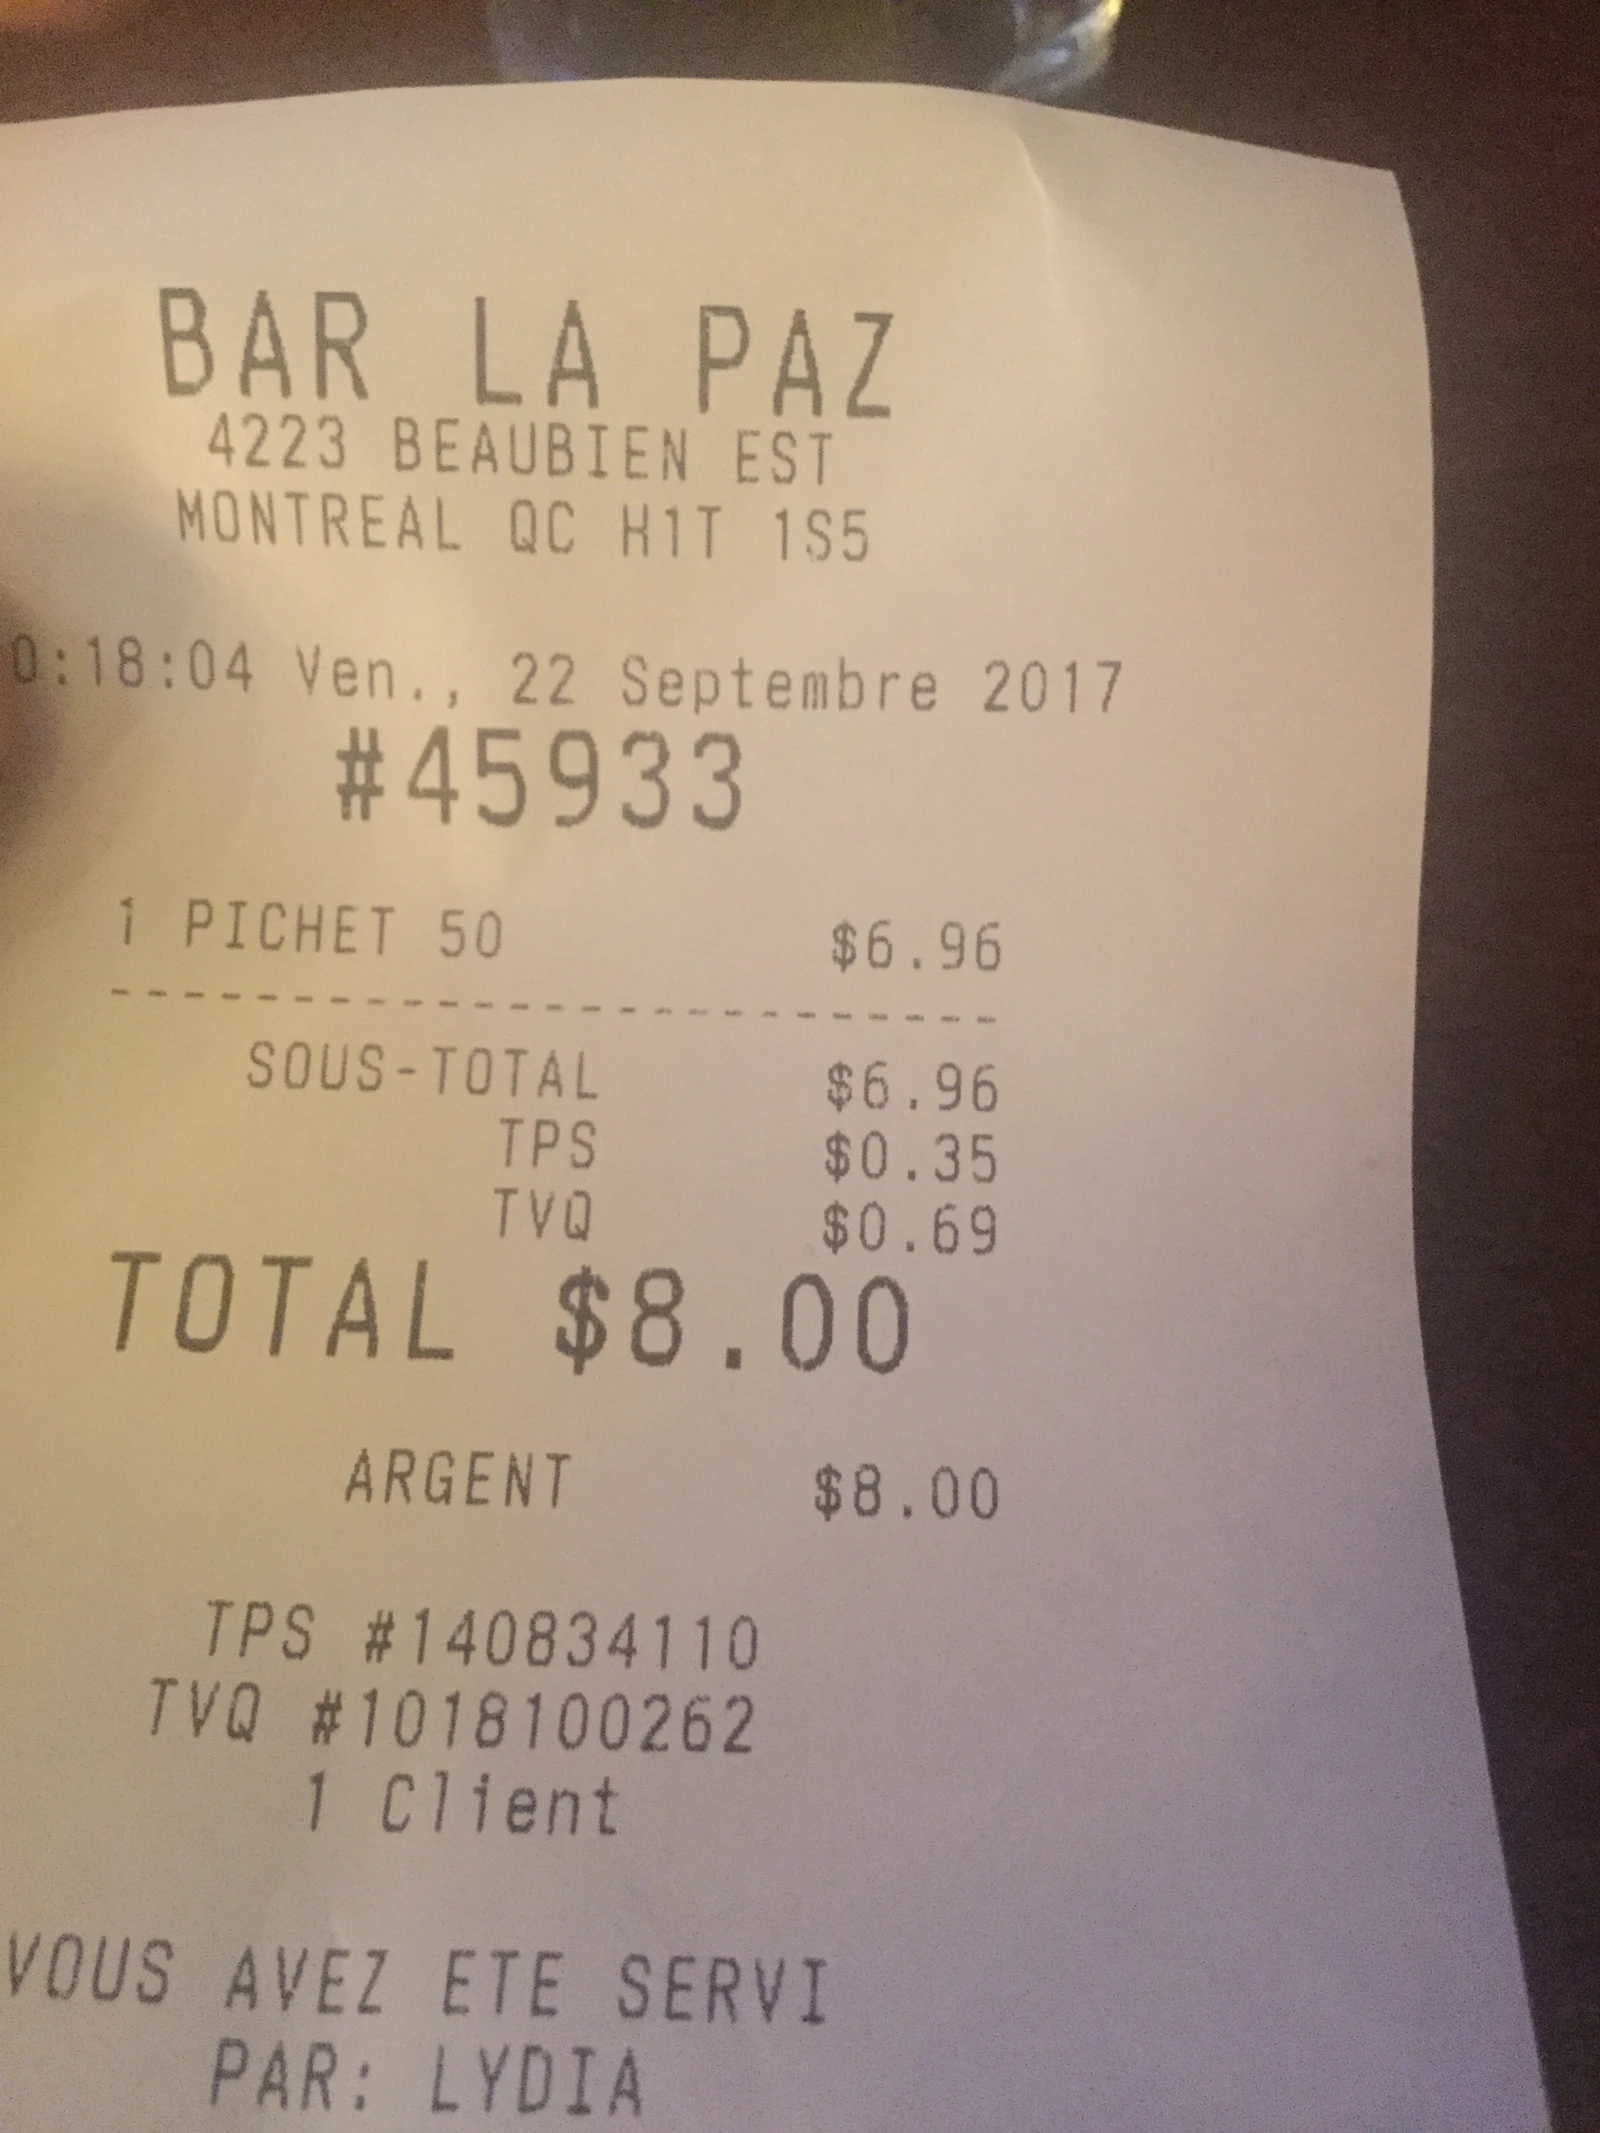 BAR LA PAZ
4223 BEAUBIEN EST
MONTREAL QC H1T 1S5
0:18:04 Ven., 22 Septembre 2017
#45933
1 PICHET 50 $6.96
SOUS-TOTAL $6.96
TPS $0.35
TVQ $0.69
TOTAL $8.00
ARGENT $8.00
TPS #140834110
TVQ #1018100262
1 Client
VOUS AVEZ ETE SERVI
PAR: LYDIA